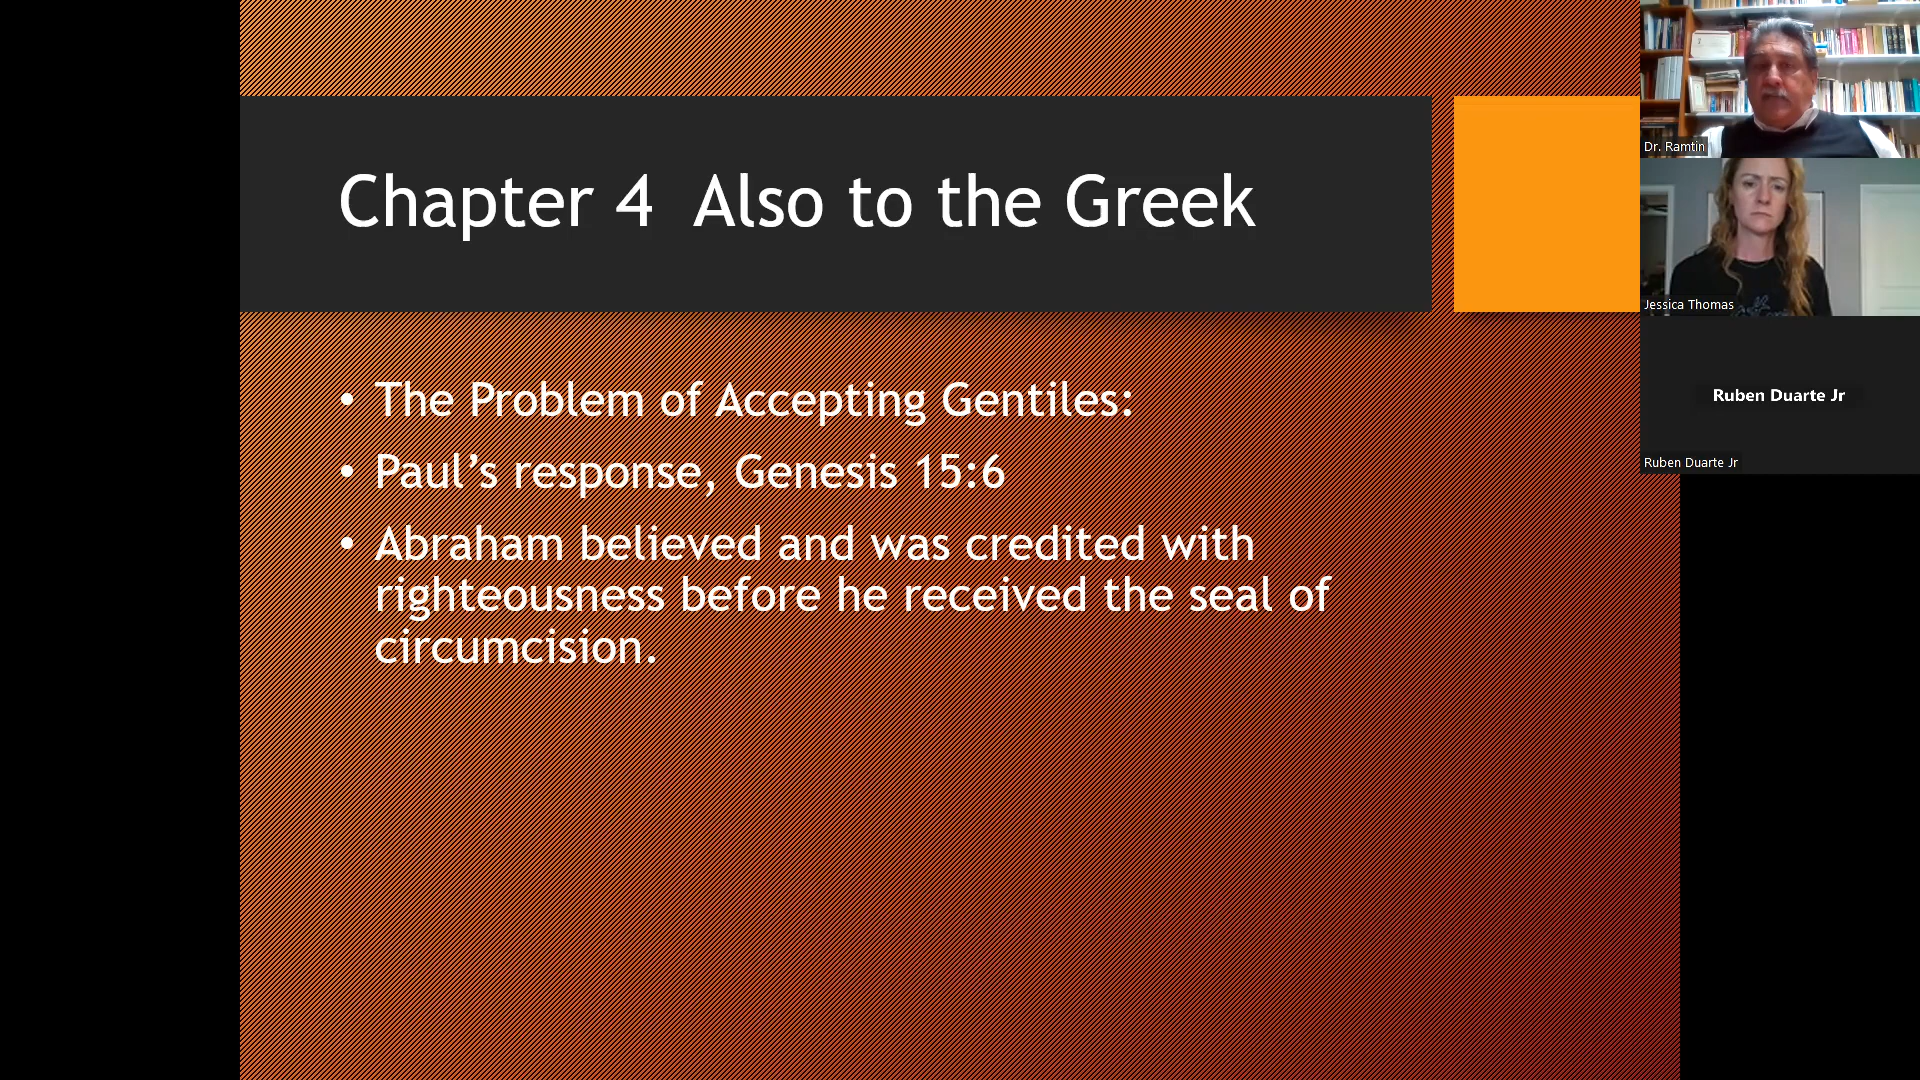 Chapter 4  Also to the Greek
• The Problem of Accepting Gentiles:
• Paul’s response, Genesis 15:6
• Abraham believed and was credited with
righteousness before he received the seal of
circumcision.
Dr. Ramtin
Jessica Thomas
Ruben Duarte Jr
Ruben Duarte Jr